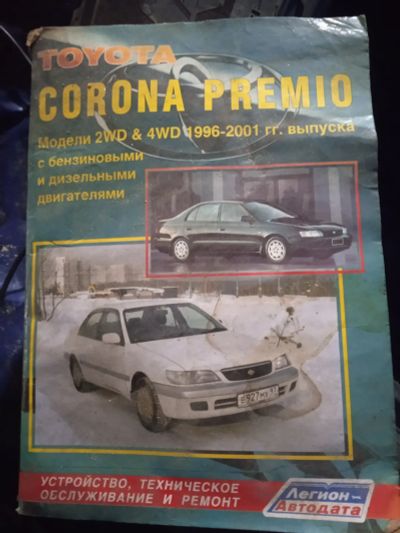 TOYOTA
CORONA PREMIO
Модели 2WD & 4WD 1996-2001 гг. выпуска
с бензиновыми
и дизельными
двигателями
УСТРОЙСТВО, ТЕХНИЧЕСКОЕ
ОБСЛУЖИВАНИЕ И РЕМОНТ
Легион
Автодата